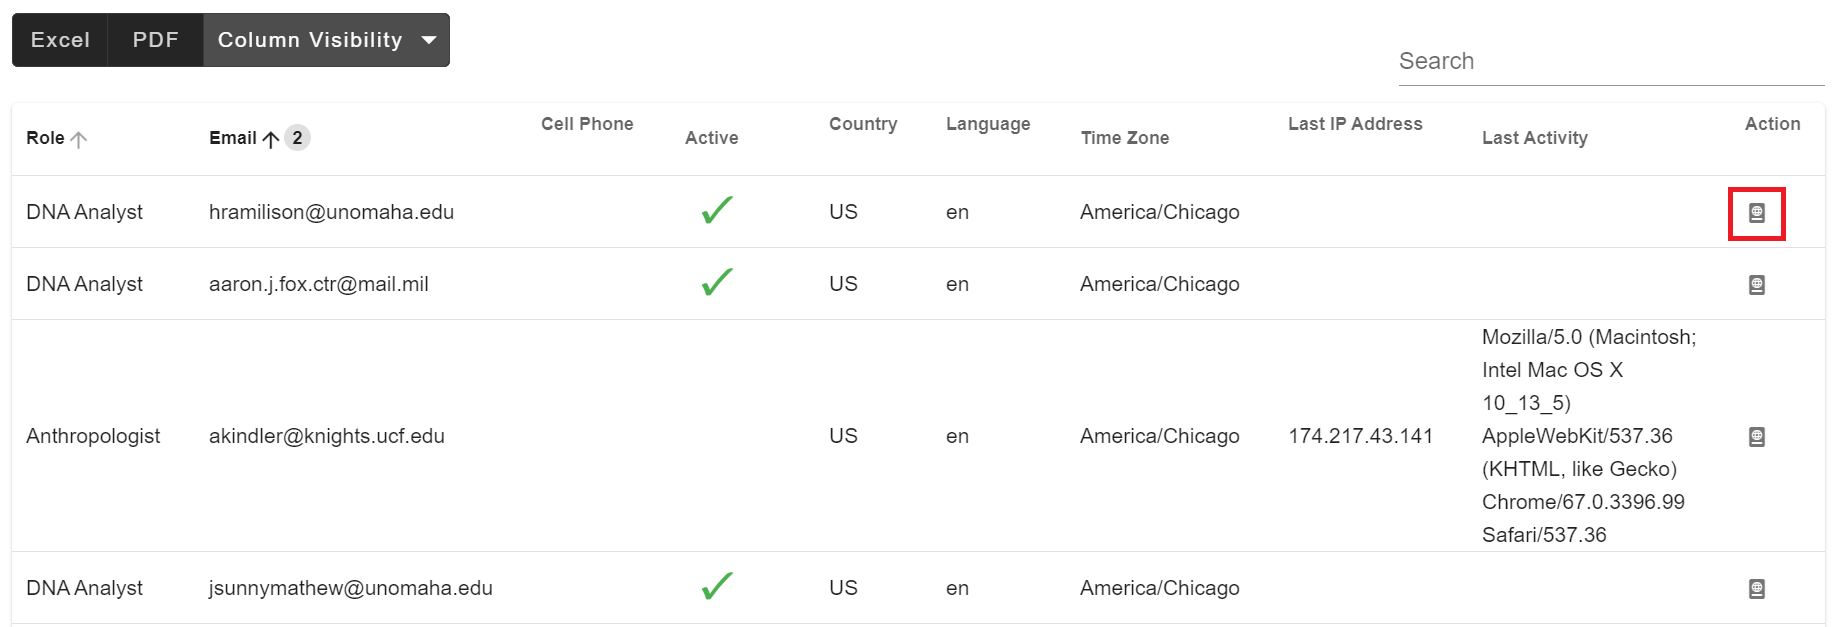 Excel PDF Column Visibility
Search
Role Email 2 Cell Phone Active Country Language Time Zone Last IP Address Last Activity Action
DNA Analyst hramilison@unomaha.edu US en America/Chicago
DNA Analyst aaron.j.fox.ctr@mail.mil US en America/Chicago
Anthropologist akindler@knights.ucf.edu US en America/Chicago 174.217.43.141
Mozilla/5.0 (Macintosh;
Intel Mac OS X
10_13_5)
AppleWebKit/537.36
(KHTML, like Gecko)
Chrome/67.0.3396.99
Safari/537.36
DNA Analyst jsunnymathew@unomaha.edu US en America/Chicago